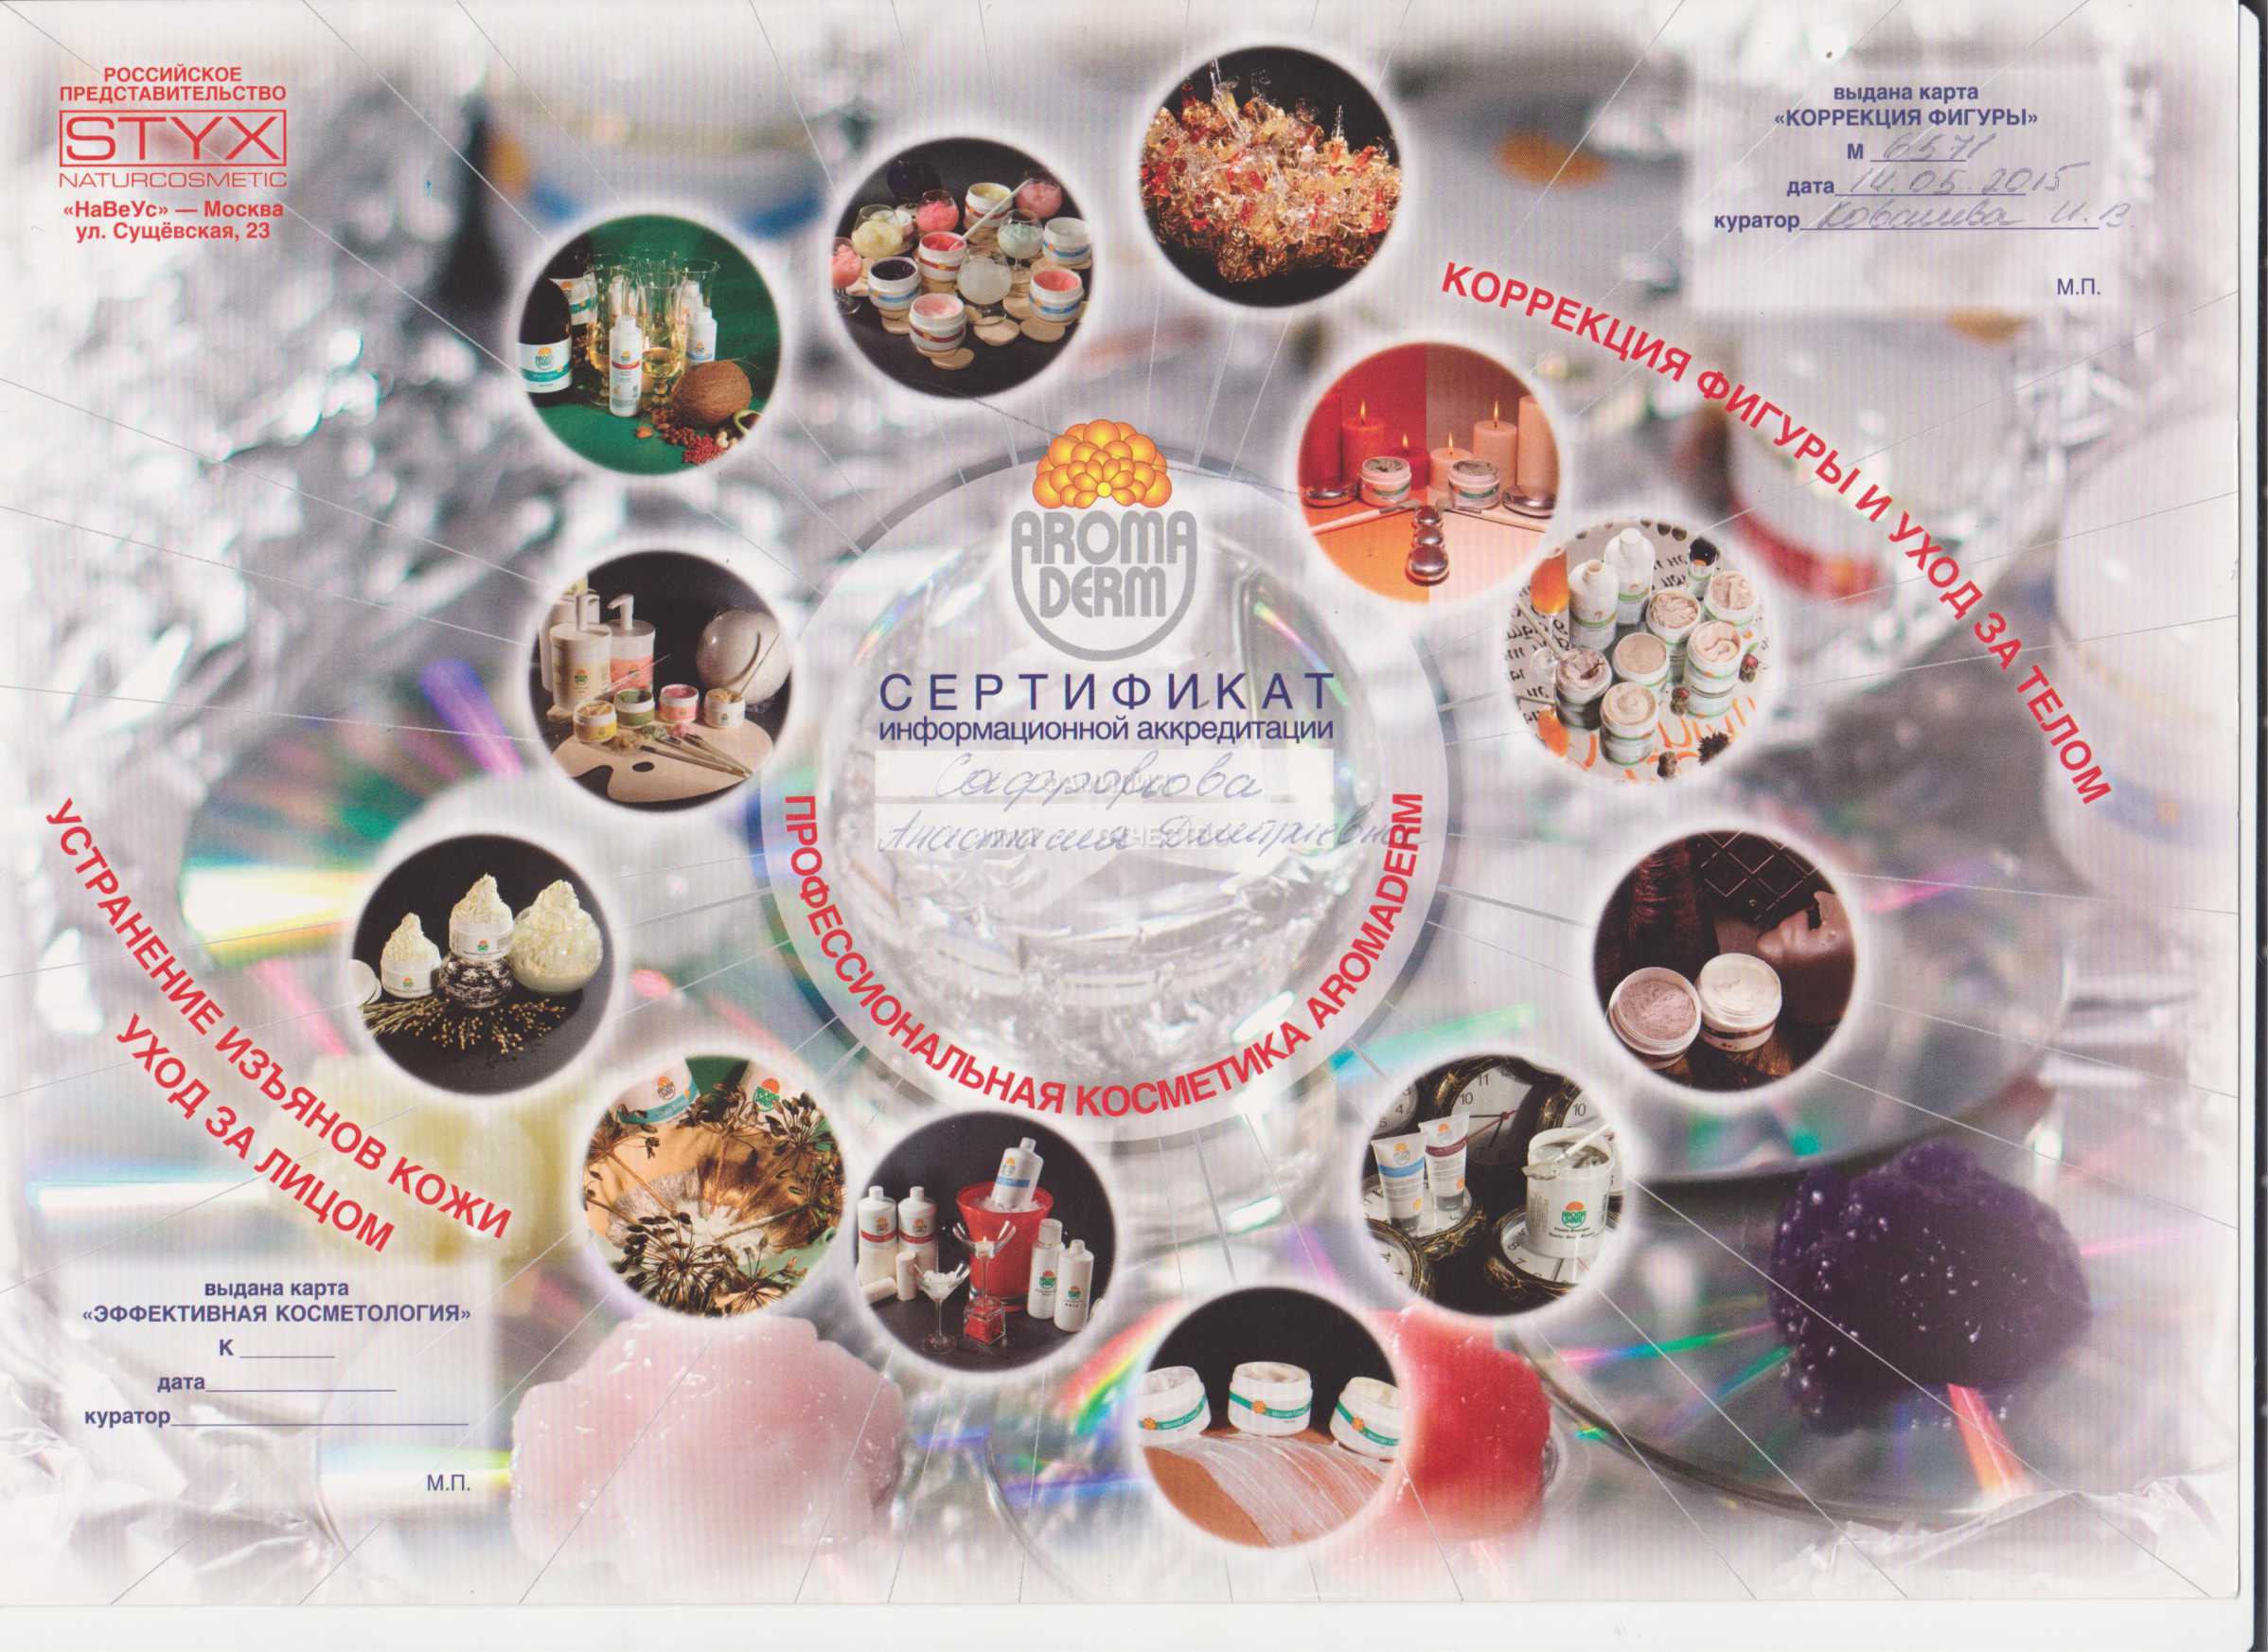 РОССИЙСКОЕ
ПРЕДСТАВИТЕЛЬСТВО
STYX
NATURCOSMETIC
«НаВеУс» — Москва
ул. Сущёвская, 23
выдана карта
«КОРРЕКЦИЯ ФИГУРЫ»
М 6571
дата 14.05.2015
куратор И.В
М.П.
КОРРЕКЦИЯ ФИГУРЫ И УХОД ЗА ТЕЛОМ
AROMA
DERM
СЕРТИФИКАТ
информационной аккредитации
Анастасия Дмитриевна
ПРОФЕССИОНАЛЬНАЯ КОСМЕТИКА AROMADERM
УСТРАНЕНИЕ ИЗЪЯНОВ КОЖИ
УХОД ЗА ЛИЦОМ
выдана карта
«ЭФФЕКТИВНАЯ КОСМЕТОЛОГИЯ»
К
дата
куратор
М.П.